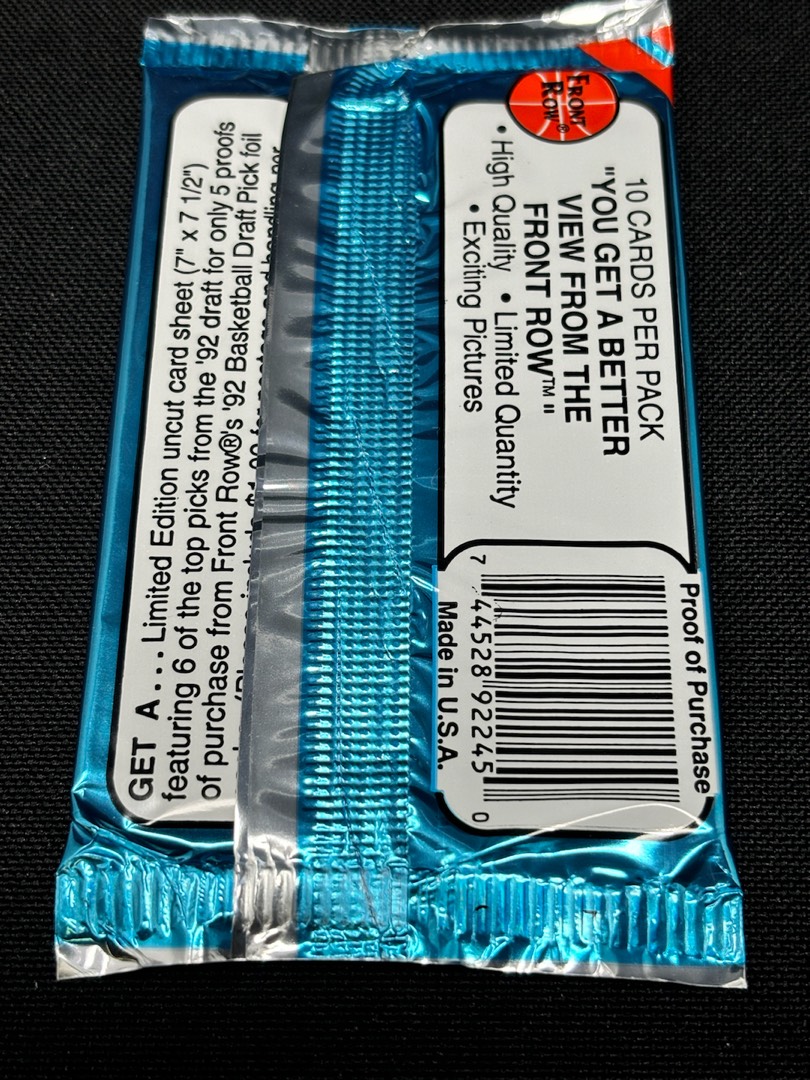 GET A . . . Limited Edition uncut card sheet (7" x 7 1/2")
featuring 6 of the top picks from the '92 draft for only 5 proofs
of purchase from Front Row®'s '92 Basketball Draft Pick foil
FRONT
ROW®
10 CARDS PER PACK
"YOU GET A BETTER
VIEW FROM THE
FRONT ROW™"
• High Quality • Limited Quantity
• Exciting Pictures
Proof of Purchase
7 44528 92245 0
Made in U.S.A.